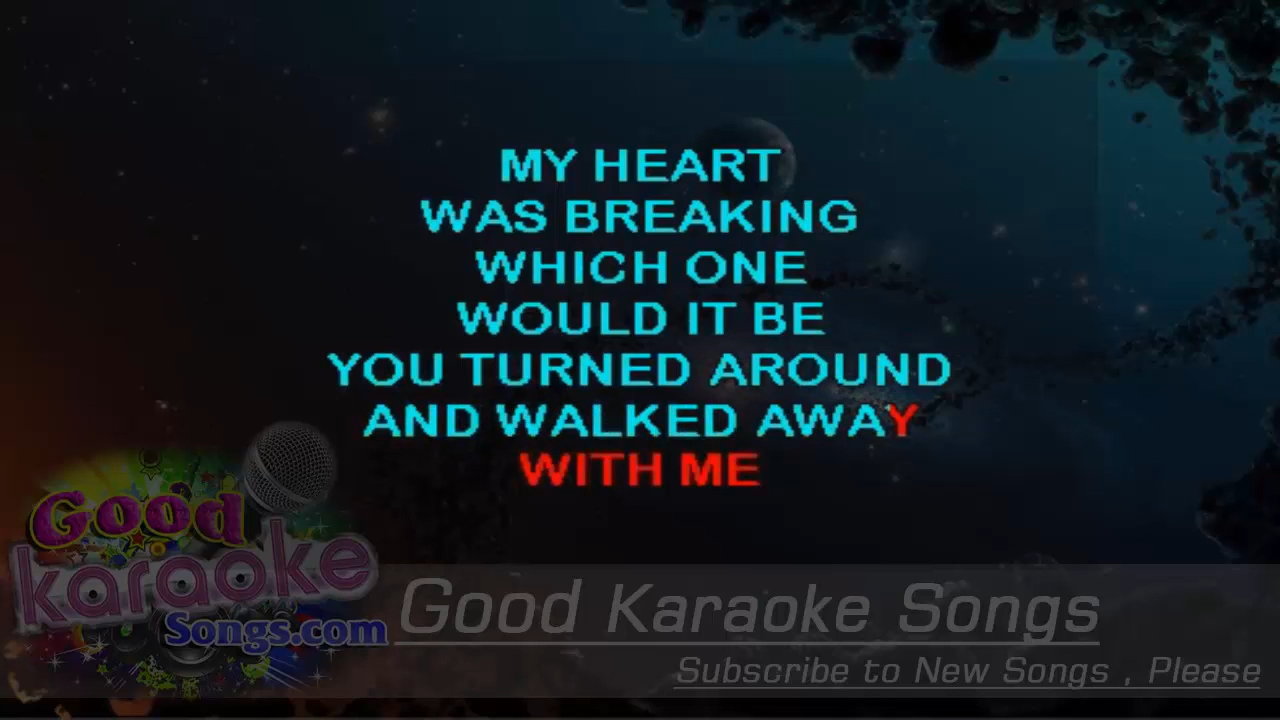 MY HEART
WAS BREAKING
WHICH ONE
WOULD IT BE
YOU TURNED AROUND
AND WALKED AWAY
WITH ME
Good
karaoke
Songs.com
Good Karaoke Songs
Subscribe to New Songs , Please